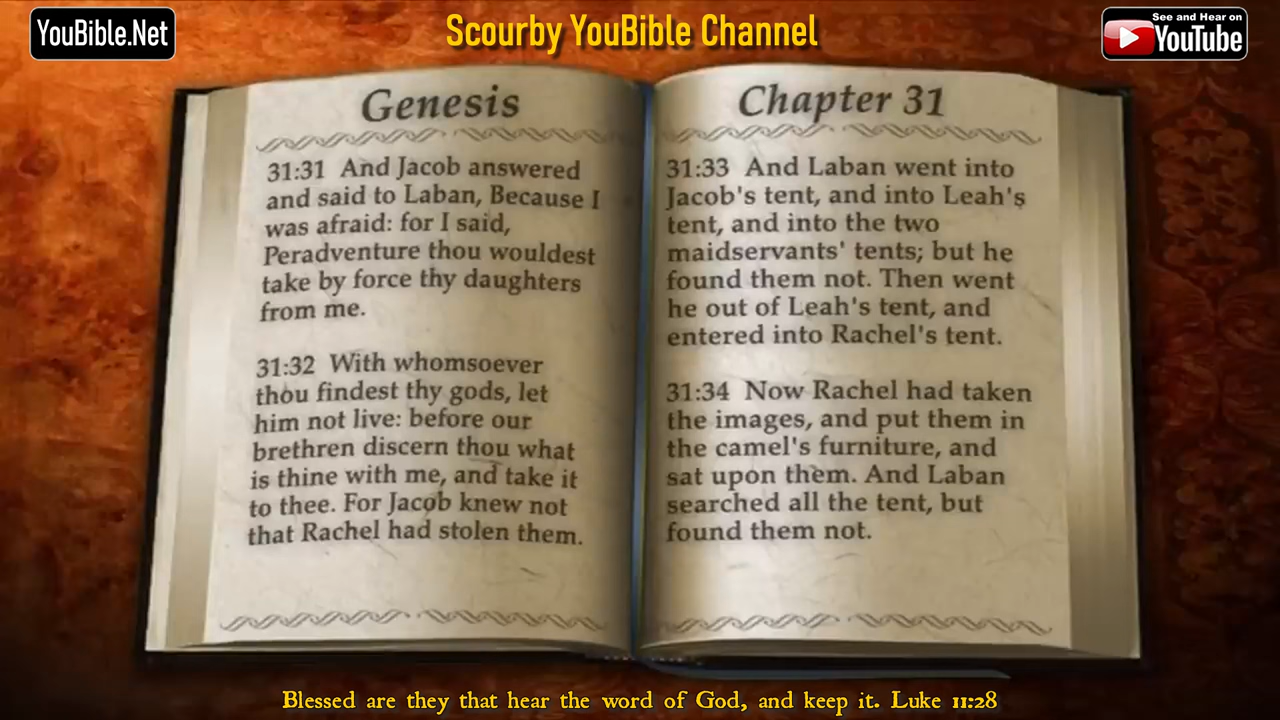 YouBible.Net
Scourby YouBible Channel
See and Hear on
YouTube
Genesis
31:31 And Jacob answered
and said to Laban, Because I
was afraid: for I said,
Peradventure thou wouldest
take by force thy daughters
from me.
31:32 With whomsoever
thou findest thy gods, let
him not live: before our
brethren discern thou what
is thine with me, and take it
to thee. For Jacob knew not
that Rachel had stolen them.
Chapter 31
31:33 And Laban went into
Jacob's tent, and into Leah's
tent, and into the two
maidservants' tents; but he
found them not. Then went
he out of Leah's tent, and
entered into Rachel's tent.
31:34 Now Rachel had taken
the images, and put them in
the camel's furniture, and
sat upon them. And Laban
searched all the tent, but
found them not.
Blessed are they that hear the word of God, and keep it. Luke 11:28